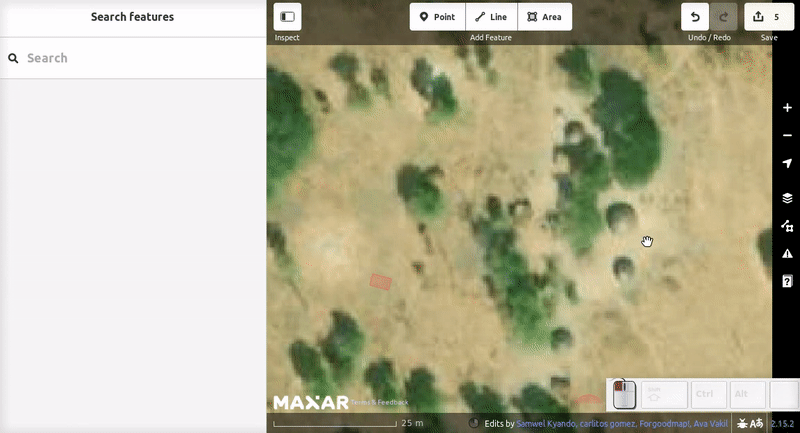 Search features
Search
Inspect
Point
Line
Area
Add Feature
Undo / Redo
5
Save
MAXAR Terms & Feedback
25 m
Edits by Samwel Kyando, carlitos gomez, Forgoodmap!, Ava Vakil
2.15.2
Ctrl
Alt